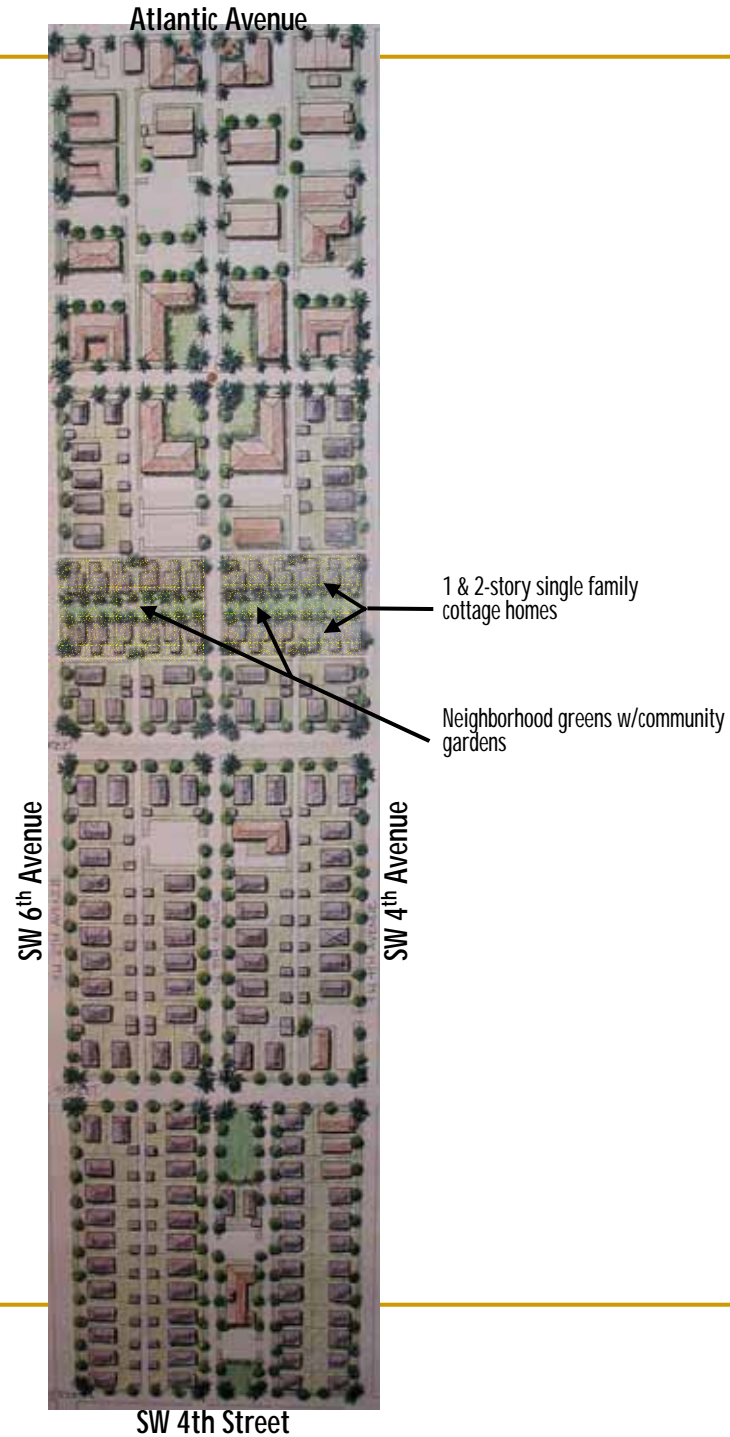 Atlantic Avenue
1 & 2-story single family
cottage homes
Neighborhood greens w/community
gardens
SW 6th Avenue
SW 4th Avenue
SW 4th Street